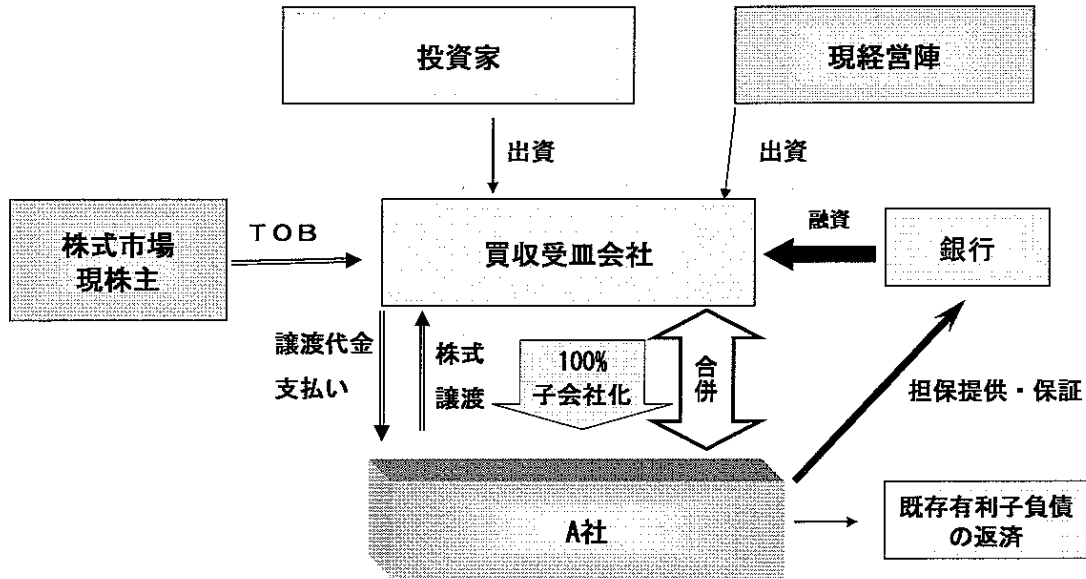 投資家
現経営陣
出資
出資
株式市場
現株主
TOB
買収受皿会社
融資
銀行
譲渡代金
支払い
株式
譲渡
100%
子会社化
合併
担保提供・保証
A社
既存有利子負債
の返済